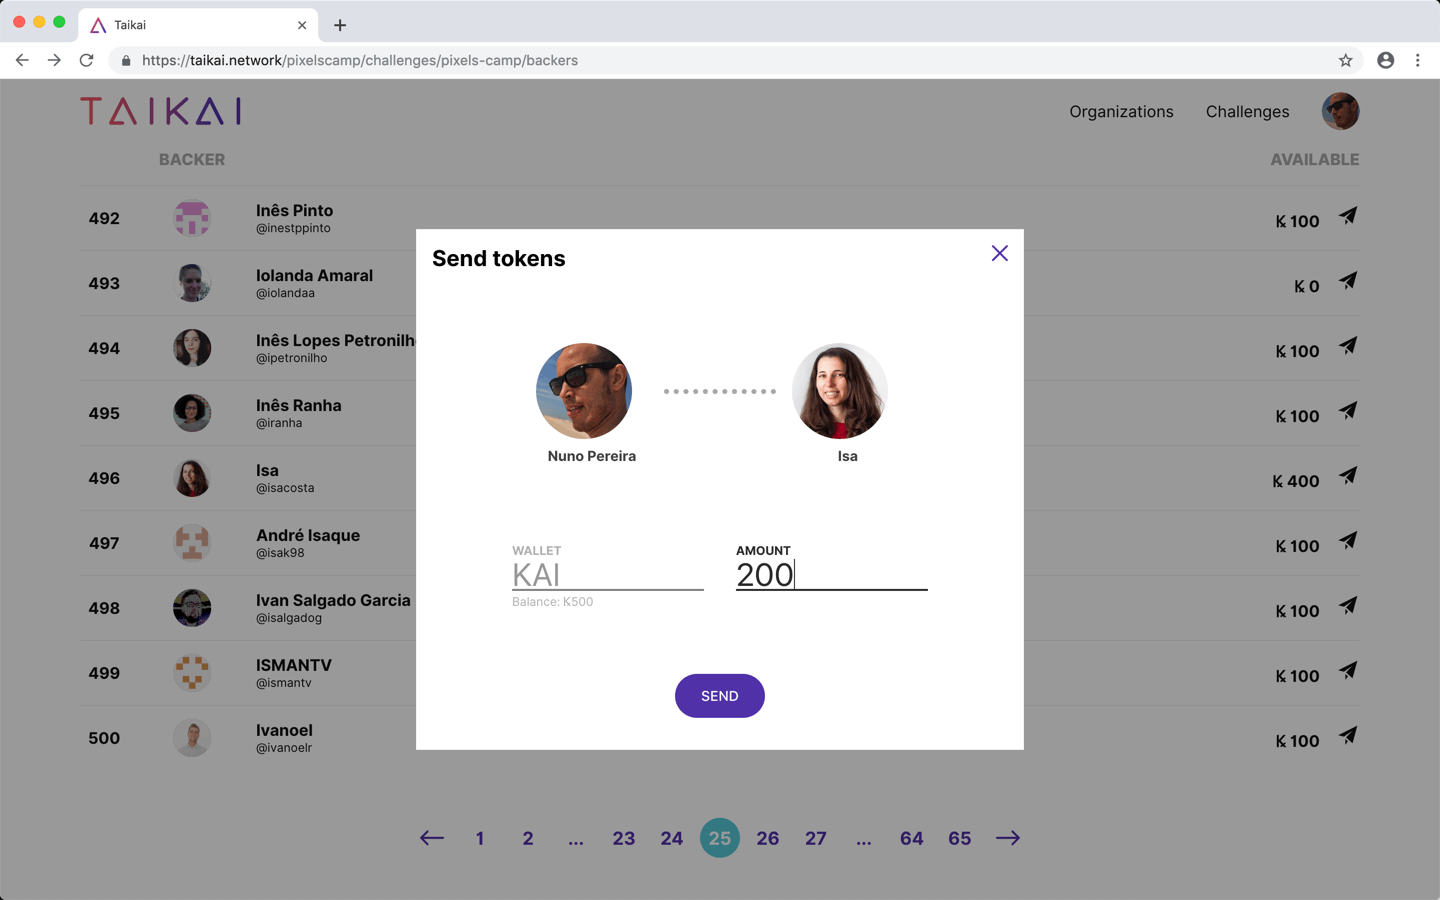 Taikai
https://taikai.network/pixelscamp/challenges/pixels-camp/backers
TAIKAI
Organizations
Challenges
BACKER
AVAILABLE
492
Inês Pinto
@inestppinto
₭ 100
493
Iolanda Amaral
@iolandaa
₭ 0
494
Inês Lopes Petronilh
@ipetronilho
₭ 100
495
Inês Ranha
@iranha
₭ 100
496
Isa
@isacosta
₭ 400
497
André Isaque
@isak98
₭ 100
498
Ivan Salgado Garcia
@isalgadog
₭ 100
499
ISMANTV
@ismantv
₭ 100
500
Ivanoel
@ivanoelr
₭ 100
Send tokens
Nuno Pereira
Isa
WALLET
KAI
Balance: ₭500
AMOUNT
200
SEND
1 2 ... 23 24 25 26 27 ... 64 65